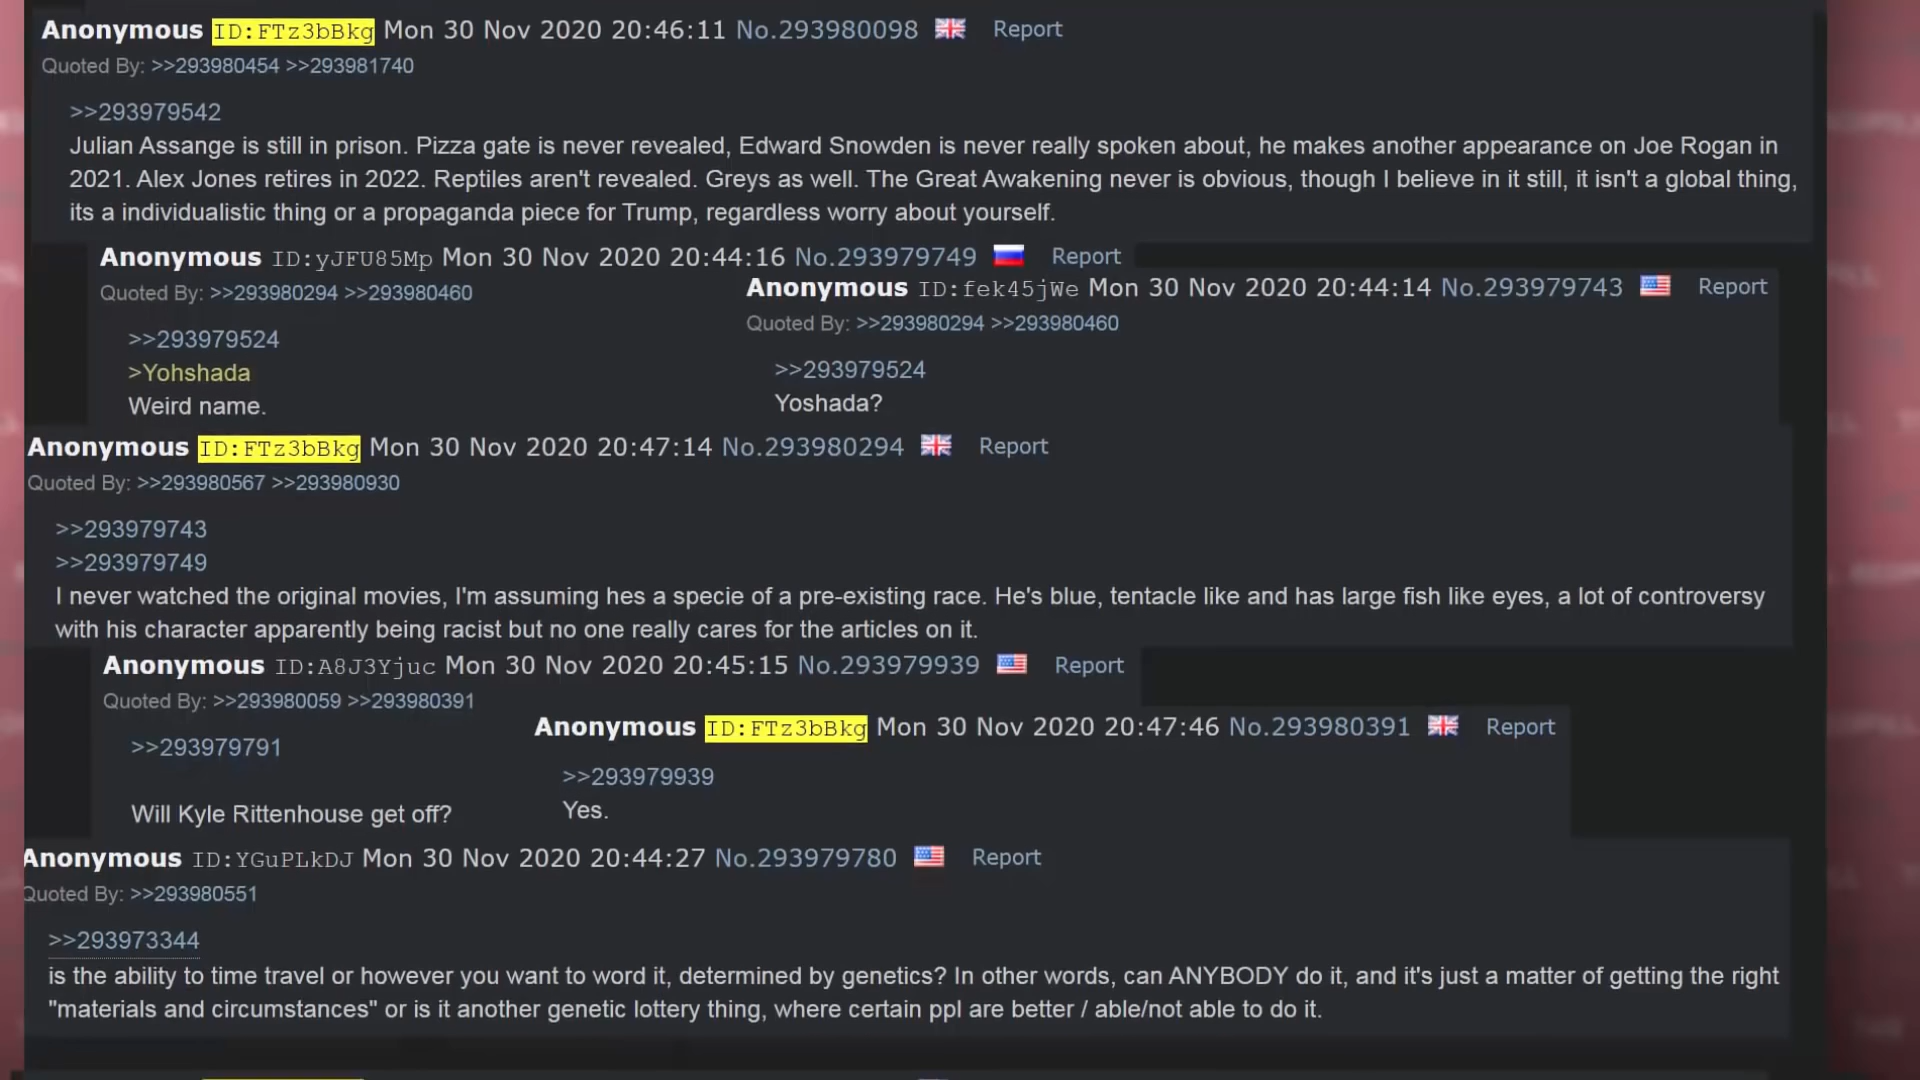 Anonymous ID:FTz3bBkg Mon 30 Nov 2020 20:46:11 No.293980098 Report
Quoted By: >>293980454 >>293981740
>>293979542
Julian Assange is still in prison. Pizza gate is never revealed, Edward Snowden is never really spoken about, he makes another appearance on Joe Rogan in
2021. Alex Jones retires in 2022. Reptiles aren't revealed. Greys as well. The Great Awakening never is obvious, though I believe in it still, it isn't a global thing,
its a individualistic thing or a propaganda piece for Trump, regardless worry about yourself.
Anonymous ID:yJFU85Mp Mon 30 Nov 2020 20:44:16 No.293979749 Report
Quoted By: >>293980294 >>293980460
>>293979524
>Yohshada
Weird name.
Anonymous ID:fek45jWe Mon 30 Nov 2020 20:44:14 No.293979743 Report
Quoted By: >>293980294 >>293980460
>>293979524
Yoshada?
Anonymous ID:FTz3bBkg Mon 30 Nov 2020 20:47:14 No.293980294 Report
Quoted By: >>293980567 >>293980930
>>293979743
>>293979749
I never watched the original movies, I'm assuming hes a specie of a pre-existing race. He's blue, tentacle like and has large fish like eyes, a lot of controversy
with his character apparently being racist but no one really cares for the articles on it.
Anonymous ID:A8J3Yjuc Mon 30 Nov 2020 20:45:15 No.293979939 Report
Quoted By: >>293980059 >>293980391
>>293979791
Will Kyle Rittenhouse get off?
Anonymous ID:FTz3bBkg Mon 30 Nov 2020 20:47:46 No.293980391 Report
>>293979939
Yes.
Anonymous ID:YGuPLkDJ Mon 30 Nov 2020 20:44:27 No.293979780 Report
Quoted By: >>293980551
>>293973344
is the ability to time travel or however you want to word it, determined by genetics? In other words, can ANYBODY do it, and it's just a matter of getting the right
"materials and circumstances" or is it another genetic lottery thing, where certain ppl are better / able/not able to do it.